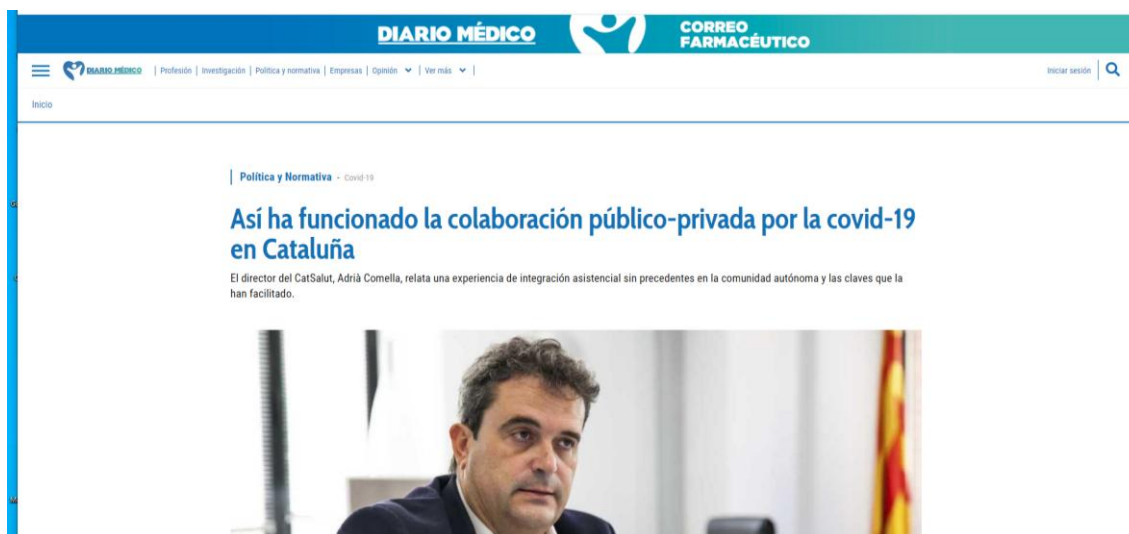 DIARIO MÉDICO
CORREO
FARMACÉUTICO
DIARIO MÉDICO | Profesión | Investigación | Política y normativa | Empresas | Opinión | Ver más |
Iniciar sesión
Inicio
Política y Normativa - Covid-19
Así ha funcionado la colaboración público-privada por la covid-19
en Cataluña
El director del CatSalut, Adrià Comella, relata una experiencia de integración asistencial sin precedentes en la comunidad autónoma y las claves que la
han facilitado.